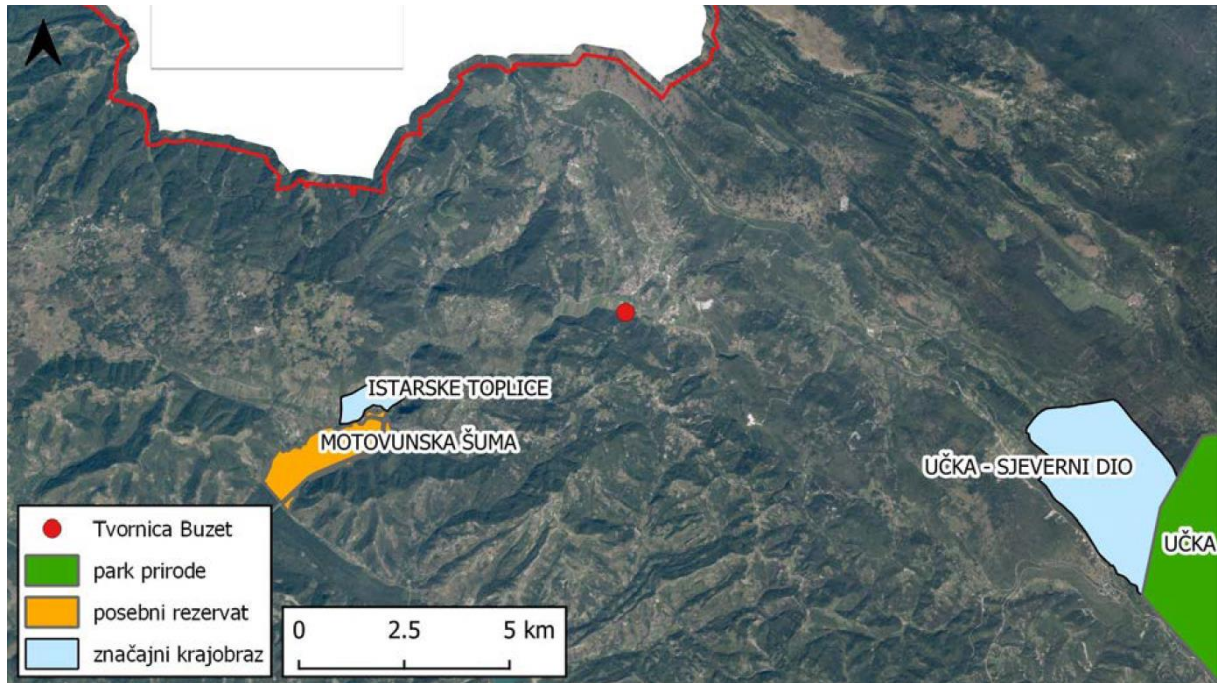 ISTARSKE TOPLICE
MOTOVUNSKA ŠUMA
UČKA - SJEVERNI DIO
UČKA
Tvornica Buzet
park prirode
posebni rezervat
značajni krajobraz
0 2.5 5 km